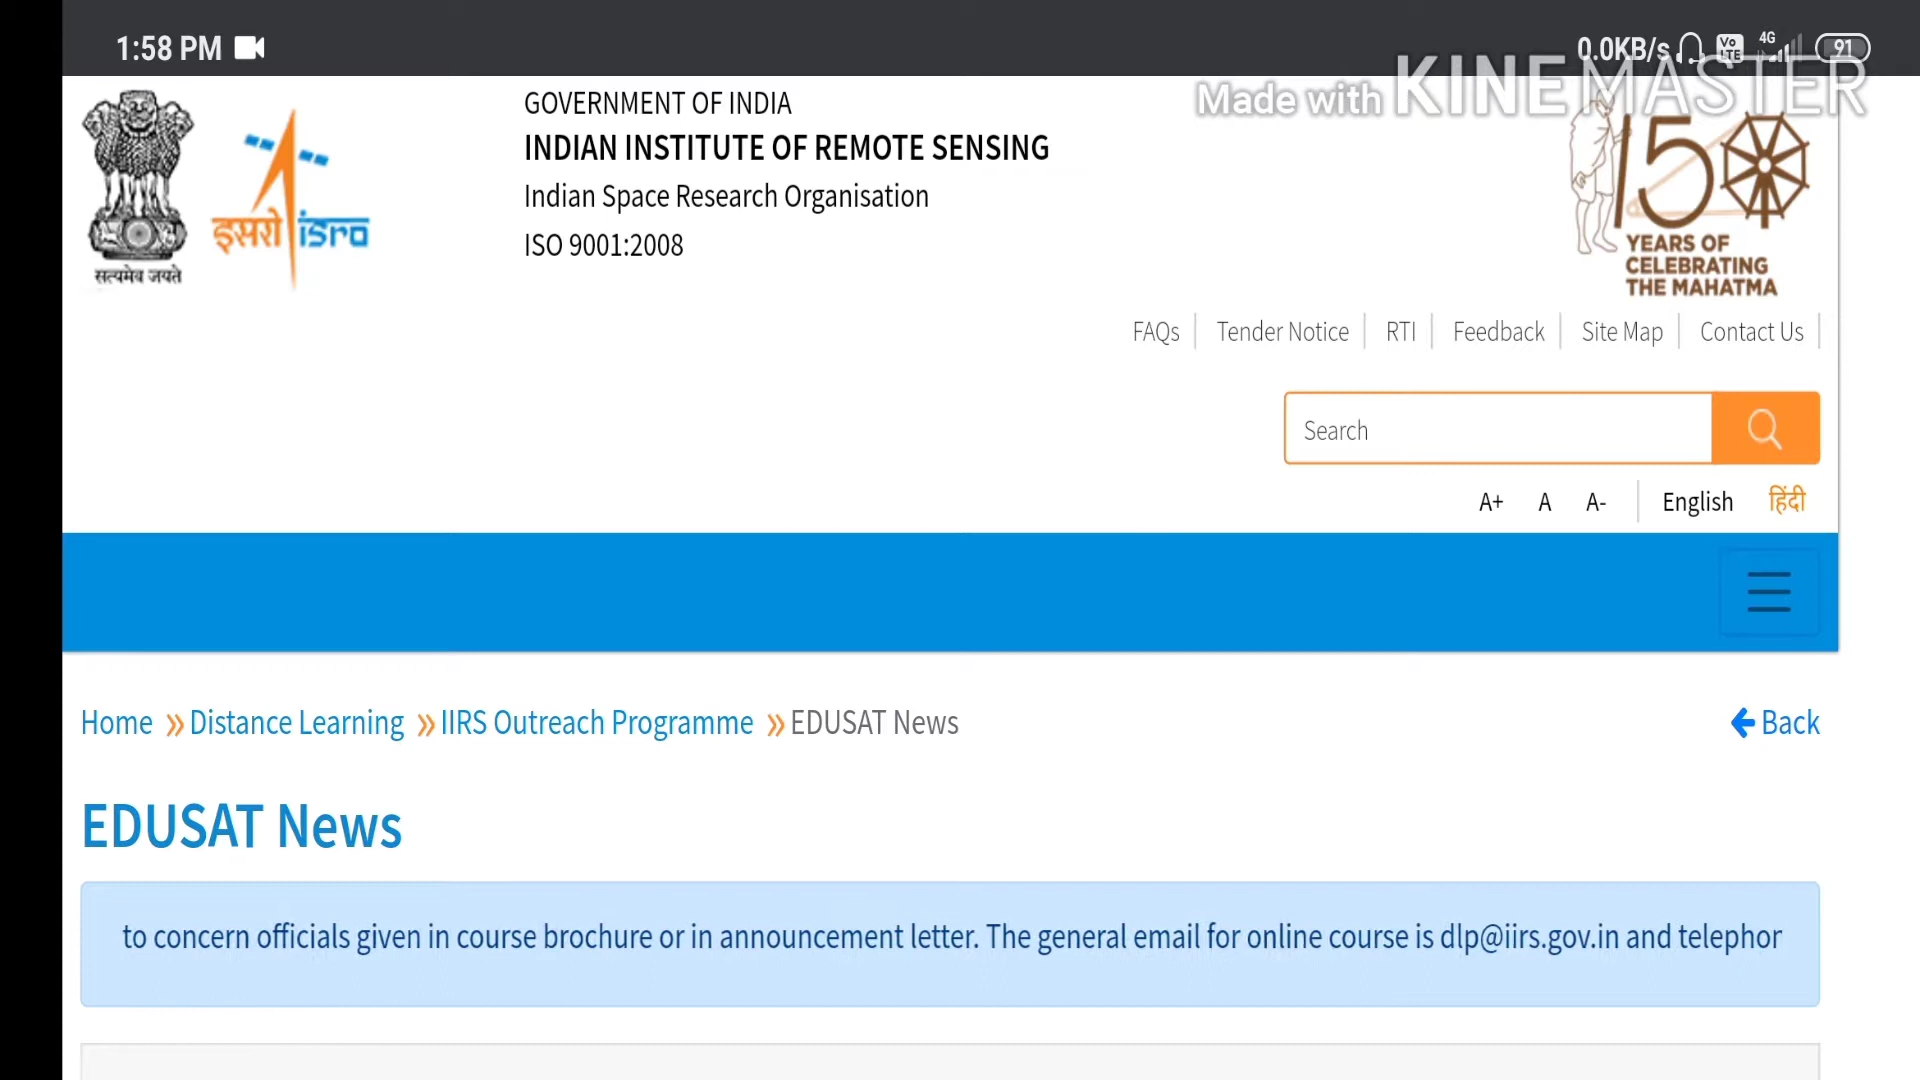 1:58 PM
0.0KB/s Vo LTE 4G 91
Made with KINEMASTER
सत्यमेव जयते
इसरो isro
GOVERNMENT OF INDIA
INDIAN INSTITUTE OF REMOTE SENSING
Indian Space Research Organisation
ISO 9001:2008
150
YEARS OF
CELEBRATING
THE MAHATMA
FAQs Tender Notice RTI Feedback Site Map Contact Us
Search
A+ A A- English हिंदी
Home » Distance Learning » IIRS Outreach Programme » EDUSAT News
Back
EDUSAT News
to concern officials given in course brochure or in announcement letter. The general email for online course is dlp@iirs.gov.in and telephor